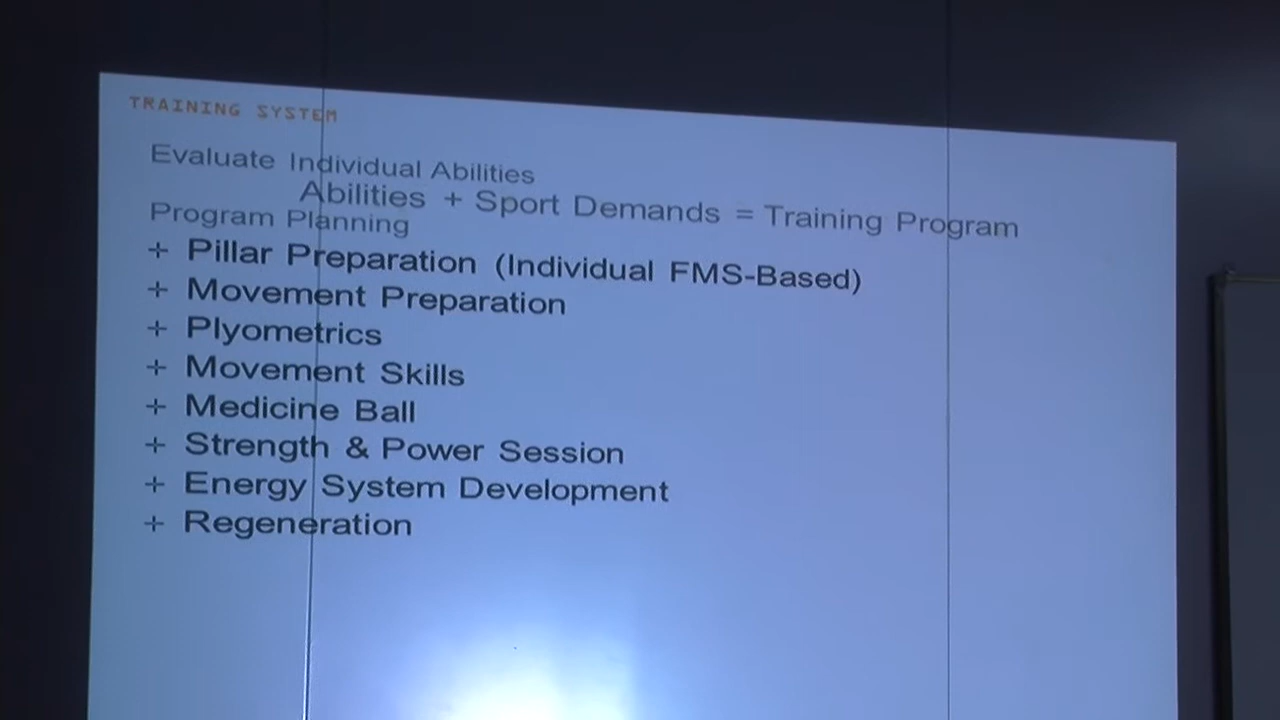 TRAINING SYSTEM
Evaluate Individual Abilities
Abilities + Sport Demands = Training Program
Program Planning
+ Pillar Preparation (Individual FMS-Based)
+ Movement Preparation
+ Plyometrics
+ Movement Skills
+ Medicine Ball
+ Strength & Power Session
+ Energy System Development
+ Regeneration